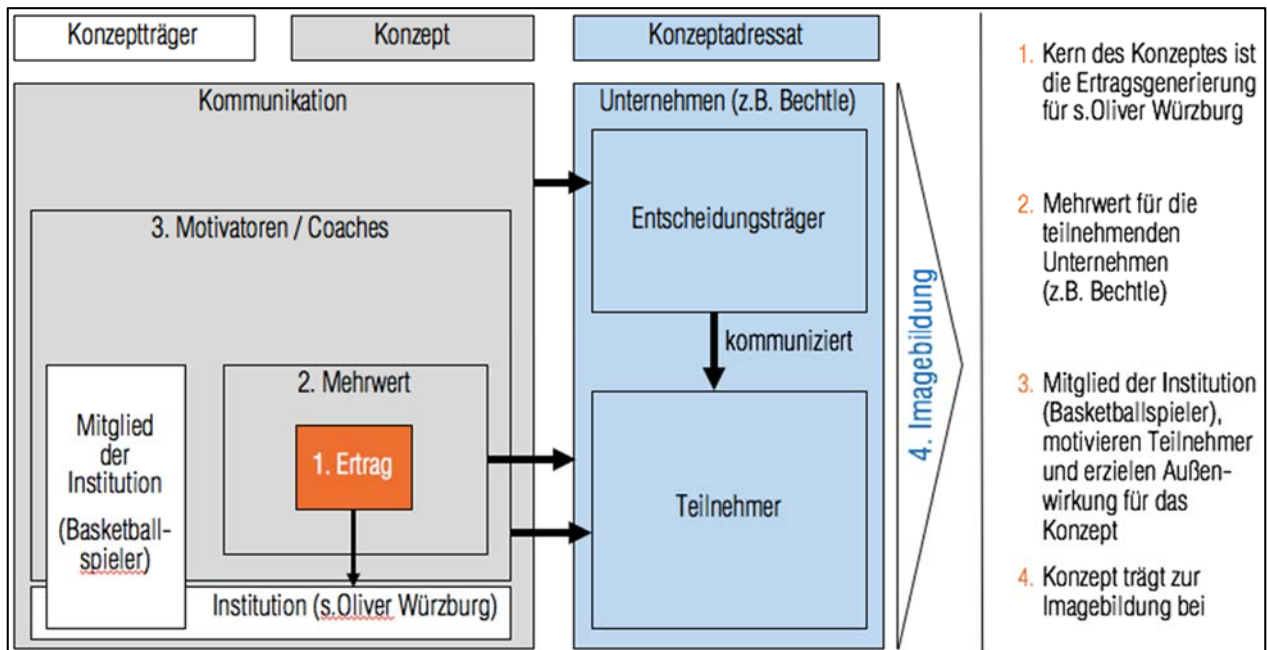 Konzeptträger
Konzept
Konzeptadressat
Kommunikation
3. Motivatoren / Coaches
Mitglied
der
Institution
(Basketball-
spieler)
2. Mehrwert
1. Ertrag
Institution (s.Oliver Würzburg)
Unternehmen (z.B. Bechtle)
Entscheidungsträger
kommuniziert
Teilnehmer
4. Imagebildung
1. Kern des Konzeptes ist
die Ertragsgenerierung
für s.Oliver Würzburg
2. Mehrwert für die
teilnehmenden
Unternehmen
(z.B. Bechtle)
3. Mitglied der Institution
(Basketballspieler),
motivieren Teilnehmer
und erzielen Außen-
wirkung für das
Konzept
4. Konzept trägt zur
Imagebildung bei